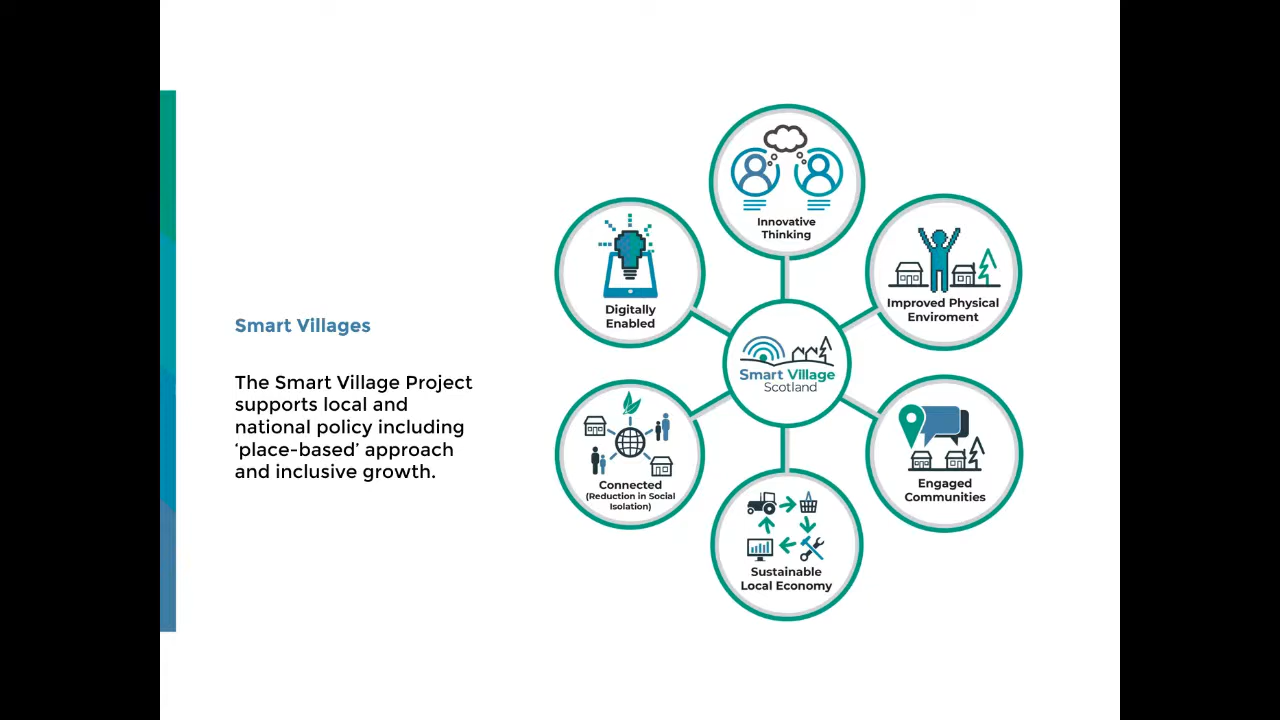 Smart Villages
The Smart Village Project
supports local and
national policy including
‘place-based’ approach
and inclusive growth.
Innovative
Thinking
Digitally
Enabled
Improved Physical
Enviroment
Smart Village
Scotland
Connected
(Reduction in Social
Isolation)
Engaged
Communities
Sustainable
Local Economy